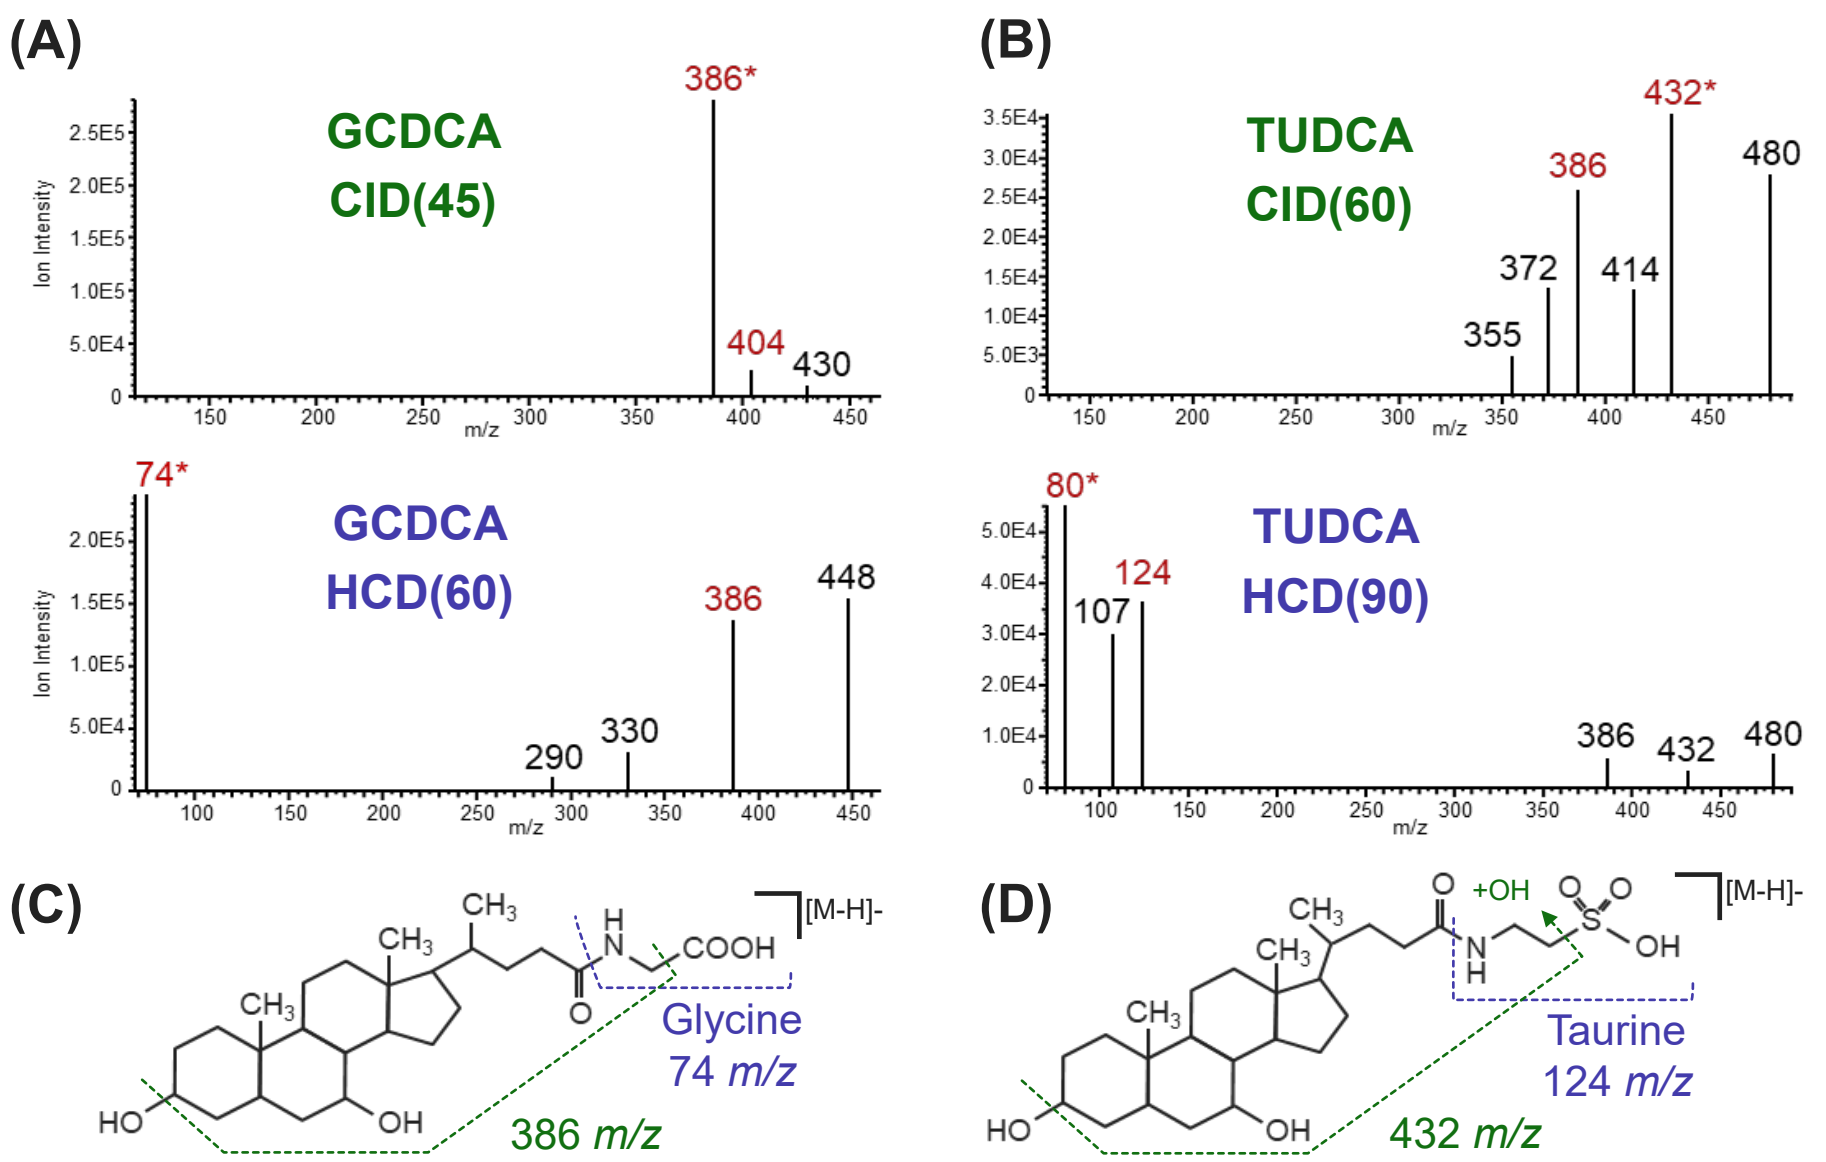 (A)
386*
GCDCA
CID(45)
404
430
Ion Intensity
2.5E5
2.0E5
1.5E5
1.0E5
5.0E4
0
150 200 250 300 350 400 450
m/z
(B)
432*
TUDCA
CID(60)
386
480
372
414
355
3.5E4
3.0E4
2.5E4
2.0E4
1.5E4
1.0E4
5.0E3
0
150 200 250 300 350 400 450
m/z
74*
GCDCA
HCD(60)
386
448
330
290
Ion Intensity
2.0E5
1.5E5
1.0E5
5.0E4
0
100 150 200 250 300 350 400 450
m/z
80*
TUDCA
HCD(90)
124
107
386
432
480
5.0E4
4.0E4
3.0E4
2.0E4
1.0E4
0
100 150 200 250 300 350 400 450
m/z
(C)
[M-H]-
CH3
CH3
CH3
H
N
COOH
O
HO
OH
Glycine
74 m/z
386 m/z
(D)
[M-H]-
O
+OH
O
O
S
OH
CH3
CH3
CH3
N
H
HO
OH
Taurine
124 m/z
432 m/z